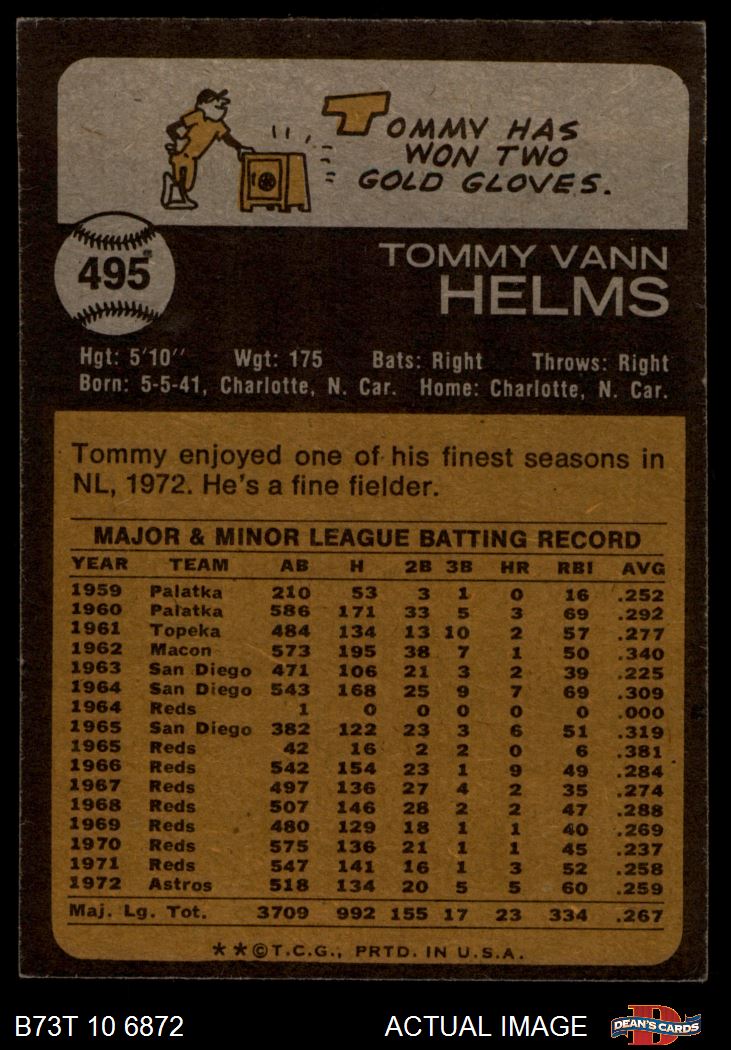 TOMMY HAS
WON TWO
GOLD GLOVES.
495
TOMMY VANN
HELMS
Hgt: 5'10" Wgt: 175 Bats: Right Throws: Right
Born: 5-5-41, Charlotte, N. Car. Home: Charlotte, N. Car.
Tommy enjoyed one of his finest seasons in
NL, 1972. He's a fine fielder.
MAJOR & MINOR LEAGUE BATTING RECORD
YEAR TEAM AB H 2B 3B HR RBI AVG
1959 Palatka 210 53 3 1 0 16 .252
1960 Palatka 586 171 33 5 3 69 .292
1961 Topeka 484 134 13 10 2 57 .277
1962 Macon 573 195 38 7 1 50 .340
1963 San Diego 471 106 21 3 2 39 .225
1964 San Diego 543 168 25 9 7 69 .309
1964 Reds 1 0 0 0 0 0 .000
1965 San Diego 382 122 23 3 6 51 .319
1965 Reds 42 16 2 2 0 6 .381
1966 Reds 542 154 23 1 9 49 .284
1967 Reds 497 136 27 4 2 35 .274
1968 Reds 507 146 28 2 2 47 .288
1969 Reds 480 129 18 1 1 40 .269
1970 Reds 575 136 21 1 1 45 .237
1971 Reds 547 141 16 1 3 52 .258
1972 Astros 518 134 20 5 5 60 .259
Maj. Lg. Tot. 3709 992 155 17 23 334 .267
**©T.C.G., PRTD. IN U.S.A.
B73T 10 6872 ACTUAL IMAGE D DEAN'S CARDS